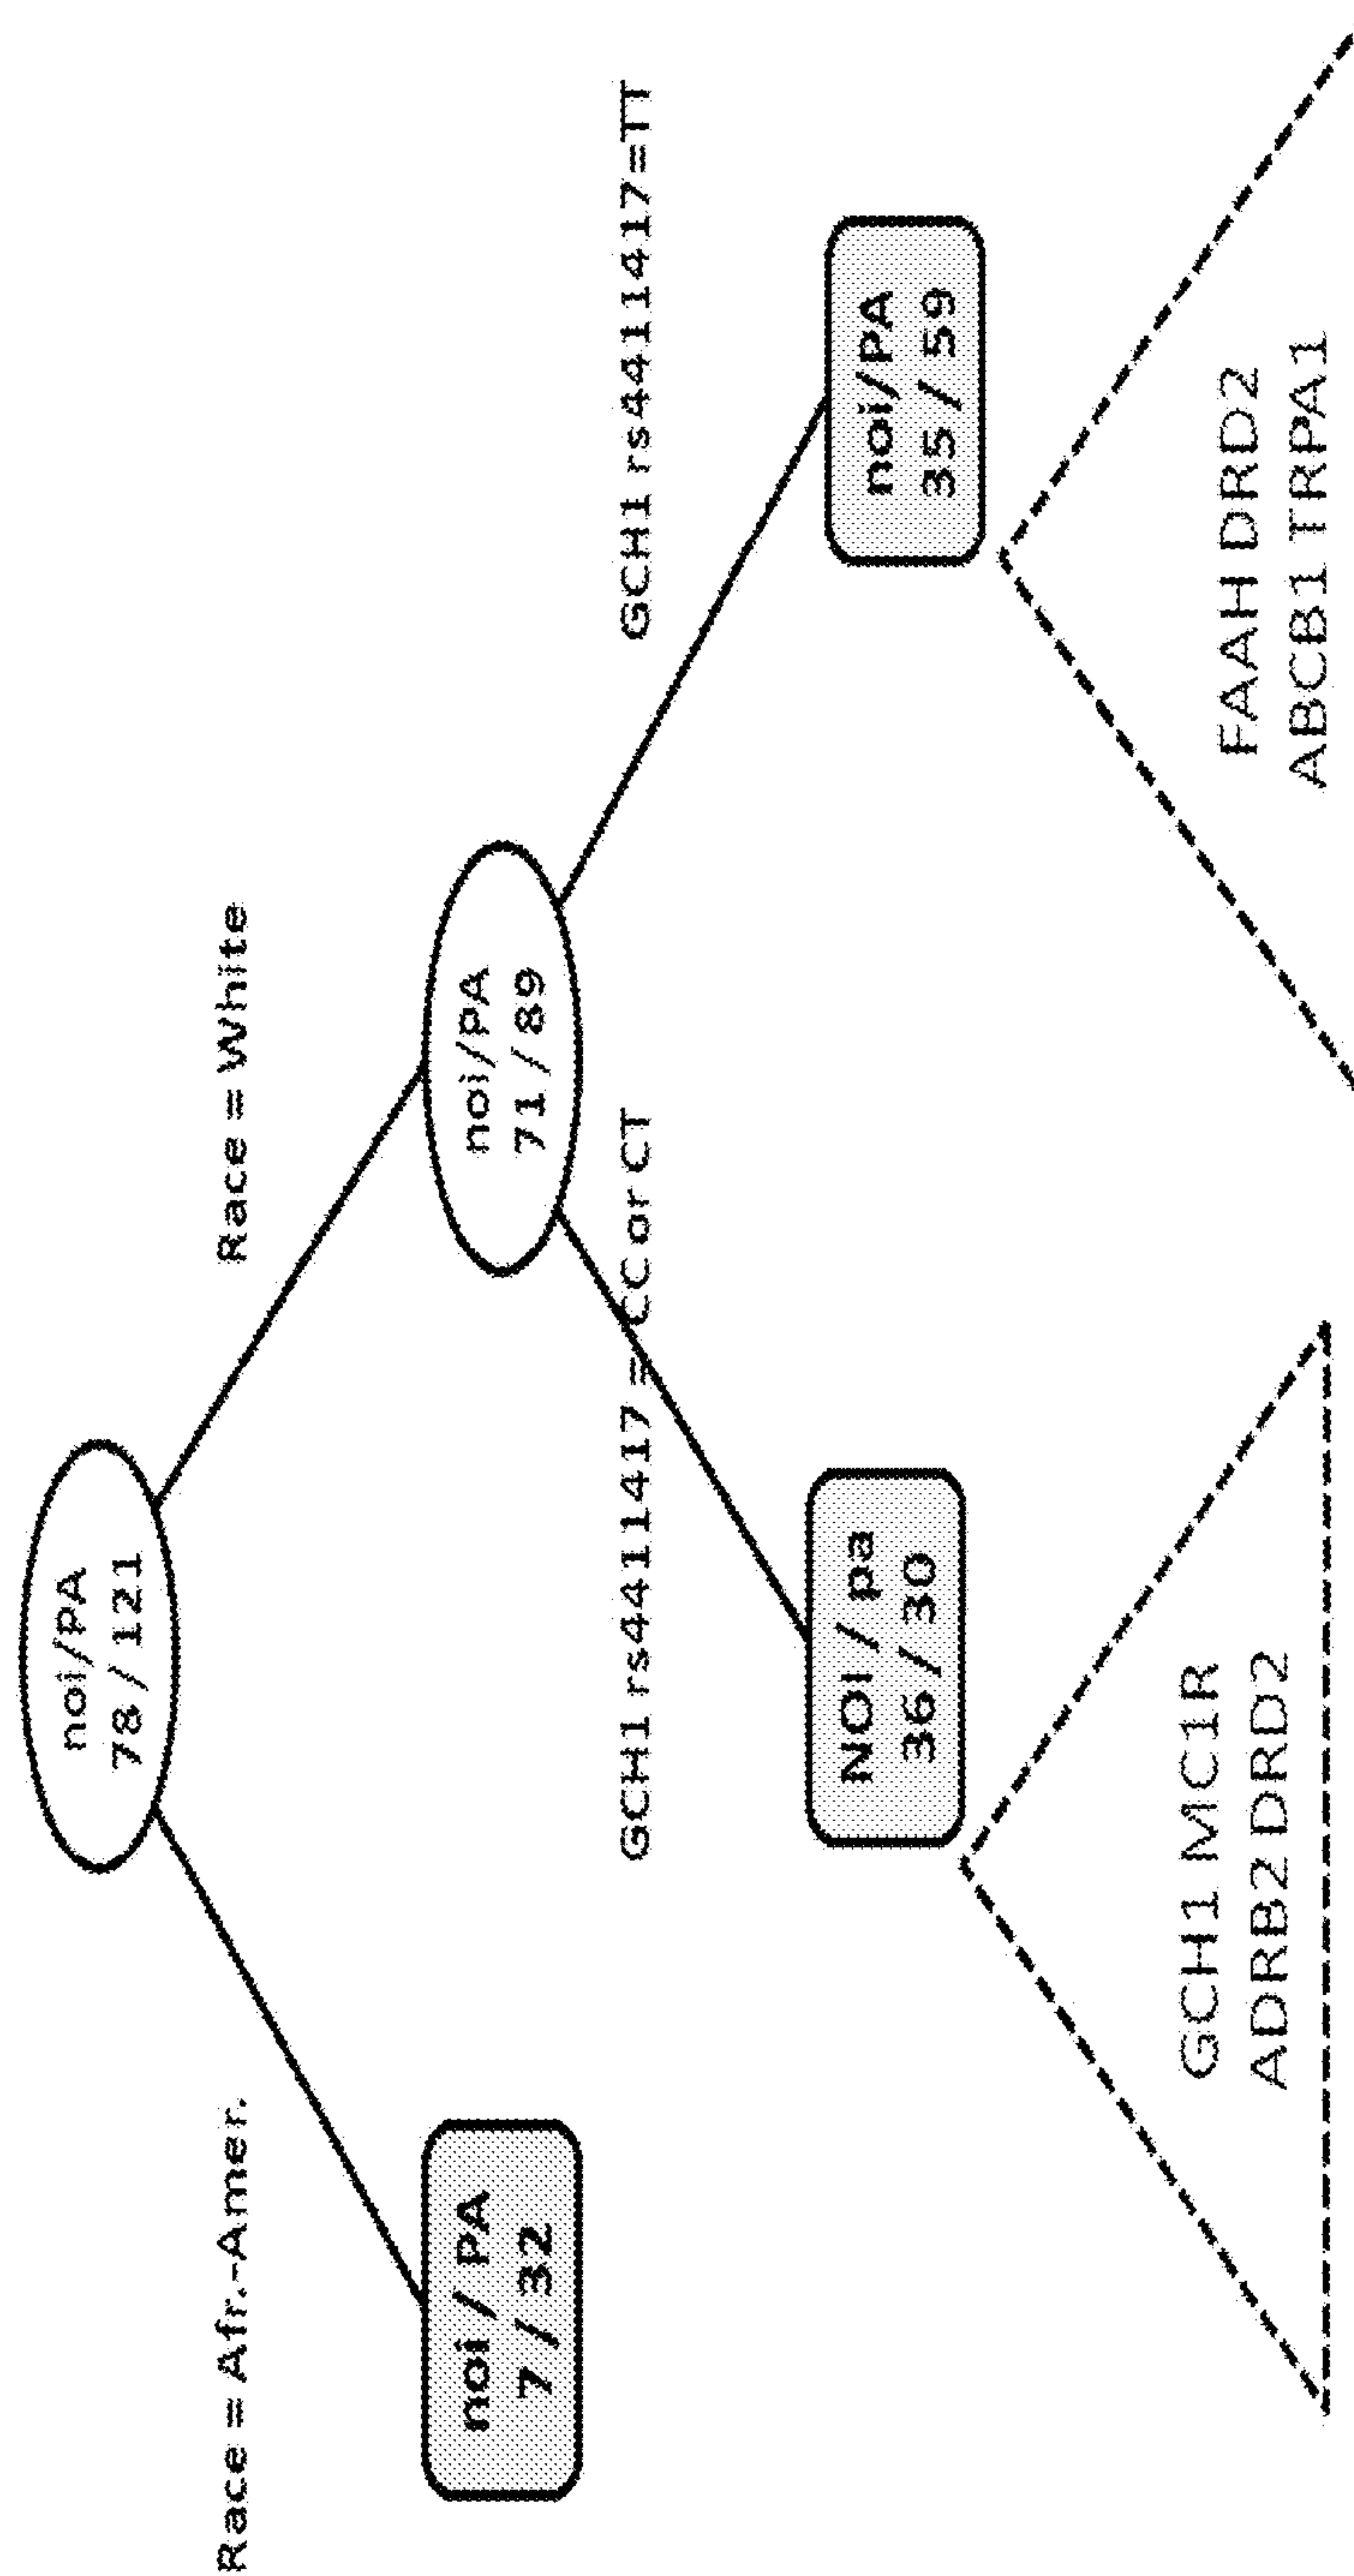 noi/PA
78 / 121
Race = Afr.-Amer.
Race = White
noi / PA
7 / 32
noi/PA
71 / 89
GCH1 rs4411417 = CC or CT
GCH1 rs4411417=TT
NOI / pa
36 / 30
noi/PA
35 / 59
GCH1 MC1R
ADRB2 DRD2
FAAH DRD2
ABCB1 TRPA1